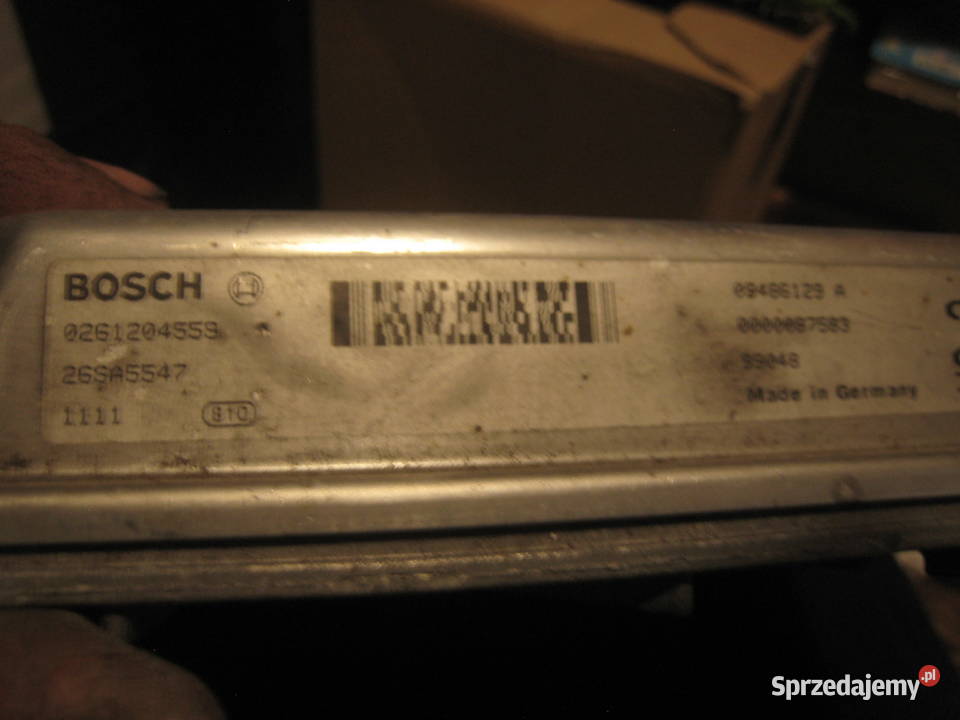 BOSCH
0261204559
26SA5547
1111
810
09486129 A
0000087583
99048
Made in Germany
Sprzedajemy.pl